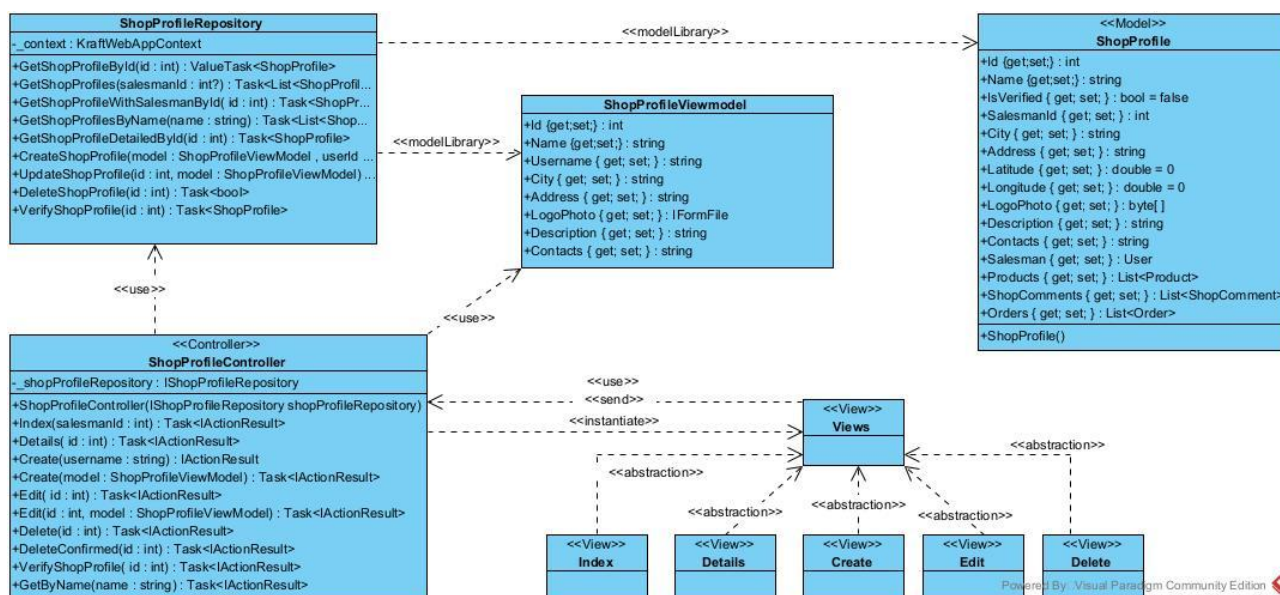 ShopProfileRepository
-_context : KraftWebAppContext
+GetShopProfileById(id : int) : ValueTask<ShopProfile>
+GetShopProfiles(salesmanId : int?) : Task<List<ShopProfil...
+GetShopProfileWithSalesmanById( id : int) : Task<ShopPr...
+GetShopProfilesByName(name : string) : Task<List<Shop...
+GetShopProfileDetailedById(id : int) : Task<ShopProfile>
+CreateShopProfile(model : ShopProfileViewModel , userId ...
+UpdateShopProfile(id : int, model : ShopProfileViewModel) ...
+DeleteShopProfile(id : int) : Task<bool>
+VerifyShopProfile(id : int) : Task<ShopProfile>
<<modelLibrary>>
<<modelLibrary>>
ShopProfileViewmodel
+Id {get;set;} : int
+Name {get;set;} : string
+Username { get; set; } : string
+City { get; set; } : string
+Address { get; set; } : string
+LogoPhoto { get; set; } : IFormFile
+Description { get; set; } : string
+Contacts { get; set; } : string
<<Model>>
ShopProfile
+Id {get;set;} : int
+Name {get;set;} : string
+IsVerified { get; set; } : bool = false
+SalesmanId { get; set; } : int
+City { get; set; } : string
+Address { get; set; } : string
+Latitude { get; set; } : double = 0
+Longitude { get; set; } : double = 0
+LogoPhoto { get; set; } : byte[ ]
+Description { get; set; } : string
+Contacts { get; set; } : string
+Salesman { get; set; } : User
+Products { get; set; } : List<Product>
+ShopComments { get; set; } : List<ShopComment>
+Orders { get; set; } : List<Order>
+ShopProfile()
<<use>>
<<use>>
<<Controller>>
ShopProfileController
-_shopProfileRepository : IShopProfileRepository
+ShopProfileController(IShopProfileRepository shopProfileRepository)
+Index(salesmanId : int) : Task<IActionResult>
+Details( id : int) : Task<IActionResult>
+Create(username : string) : IActionResult
+Create(model : ShopProfileViewModel) : Task<IActionResult>
+Edit( id : int) : Task<IActionResult>
+Edit(id : int, model : ShopProfileViewModel) : Task<IActionResult>
+Delete(id : int) : Task<IActionResult>
+DeleteConfirmed(id : int) : Task<IActionResult>
+VerifyShopProfile( id : int) : Task<IActionResult>
+GetByName(name : string) : Task<IActionResult>
<<use>>
<<send>>
<<instantiate>>
<<View>>
Views
<<abstraction>>
<<abstraction>>
<<abstraction>>
<<abstraction>>
<<abstraction>>
<<View>>
Index
<<View>>
Details
<<View>>
Create
<<View>>
Edit
<<View>>
Delete
Powered By: Visual Paradigm Community Edition